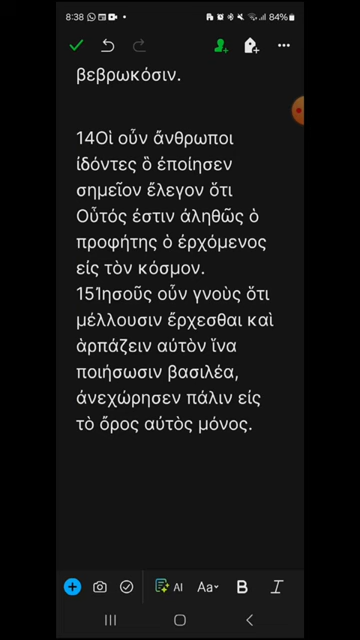 8:38 84%
βεβρωκόσιν.
14Οἱ οὖν ἄνθρωποι
ἰδόντες ὃ ἐποίησεν
σημεῖον ἔλεγον ὅτι
Οὗτός ἐστιν ἀληθῶς ὁ
προφήτης ὁ ἐρχόμενος
εἰς τὸν κόσμον.
15Ἰησοῦς οὖν γνοὺς ὅτι
μέλλουσιν ἔρχεσθαι καὶ
ἁρπάζειν αὐτὸν ἵνα
ποιήσωσιν βασιλέα,
ἀνεχώρησεν πάλιν εἰς
τὸ ὄρος αὐτὸς μόνος.
AI Aa B I